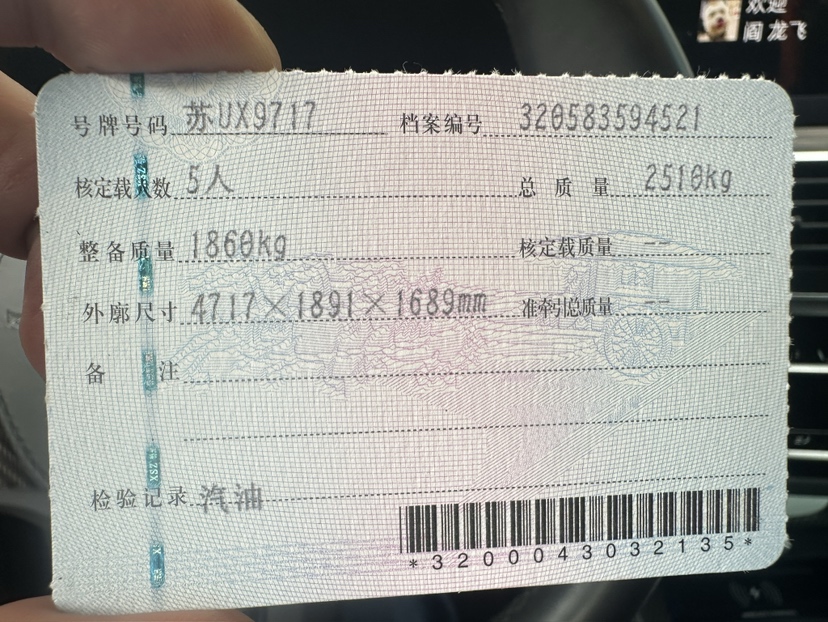 欢迎
阎龙飞
号牌号码 苏UX9717 档案编号 320583594521
核定载人数 5人 总质量 2510kg
整备质量 1860kg 核定载质量 --
外廓尺寸 4717×1891×1689mm 准牵引总质量 --
备注
检验记录 汽油
*3200043032135*
ZSX
X